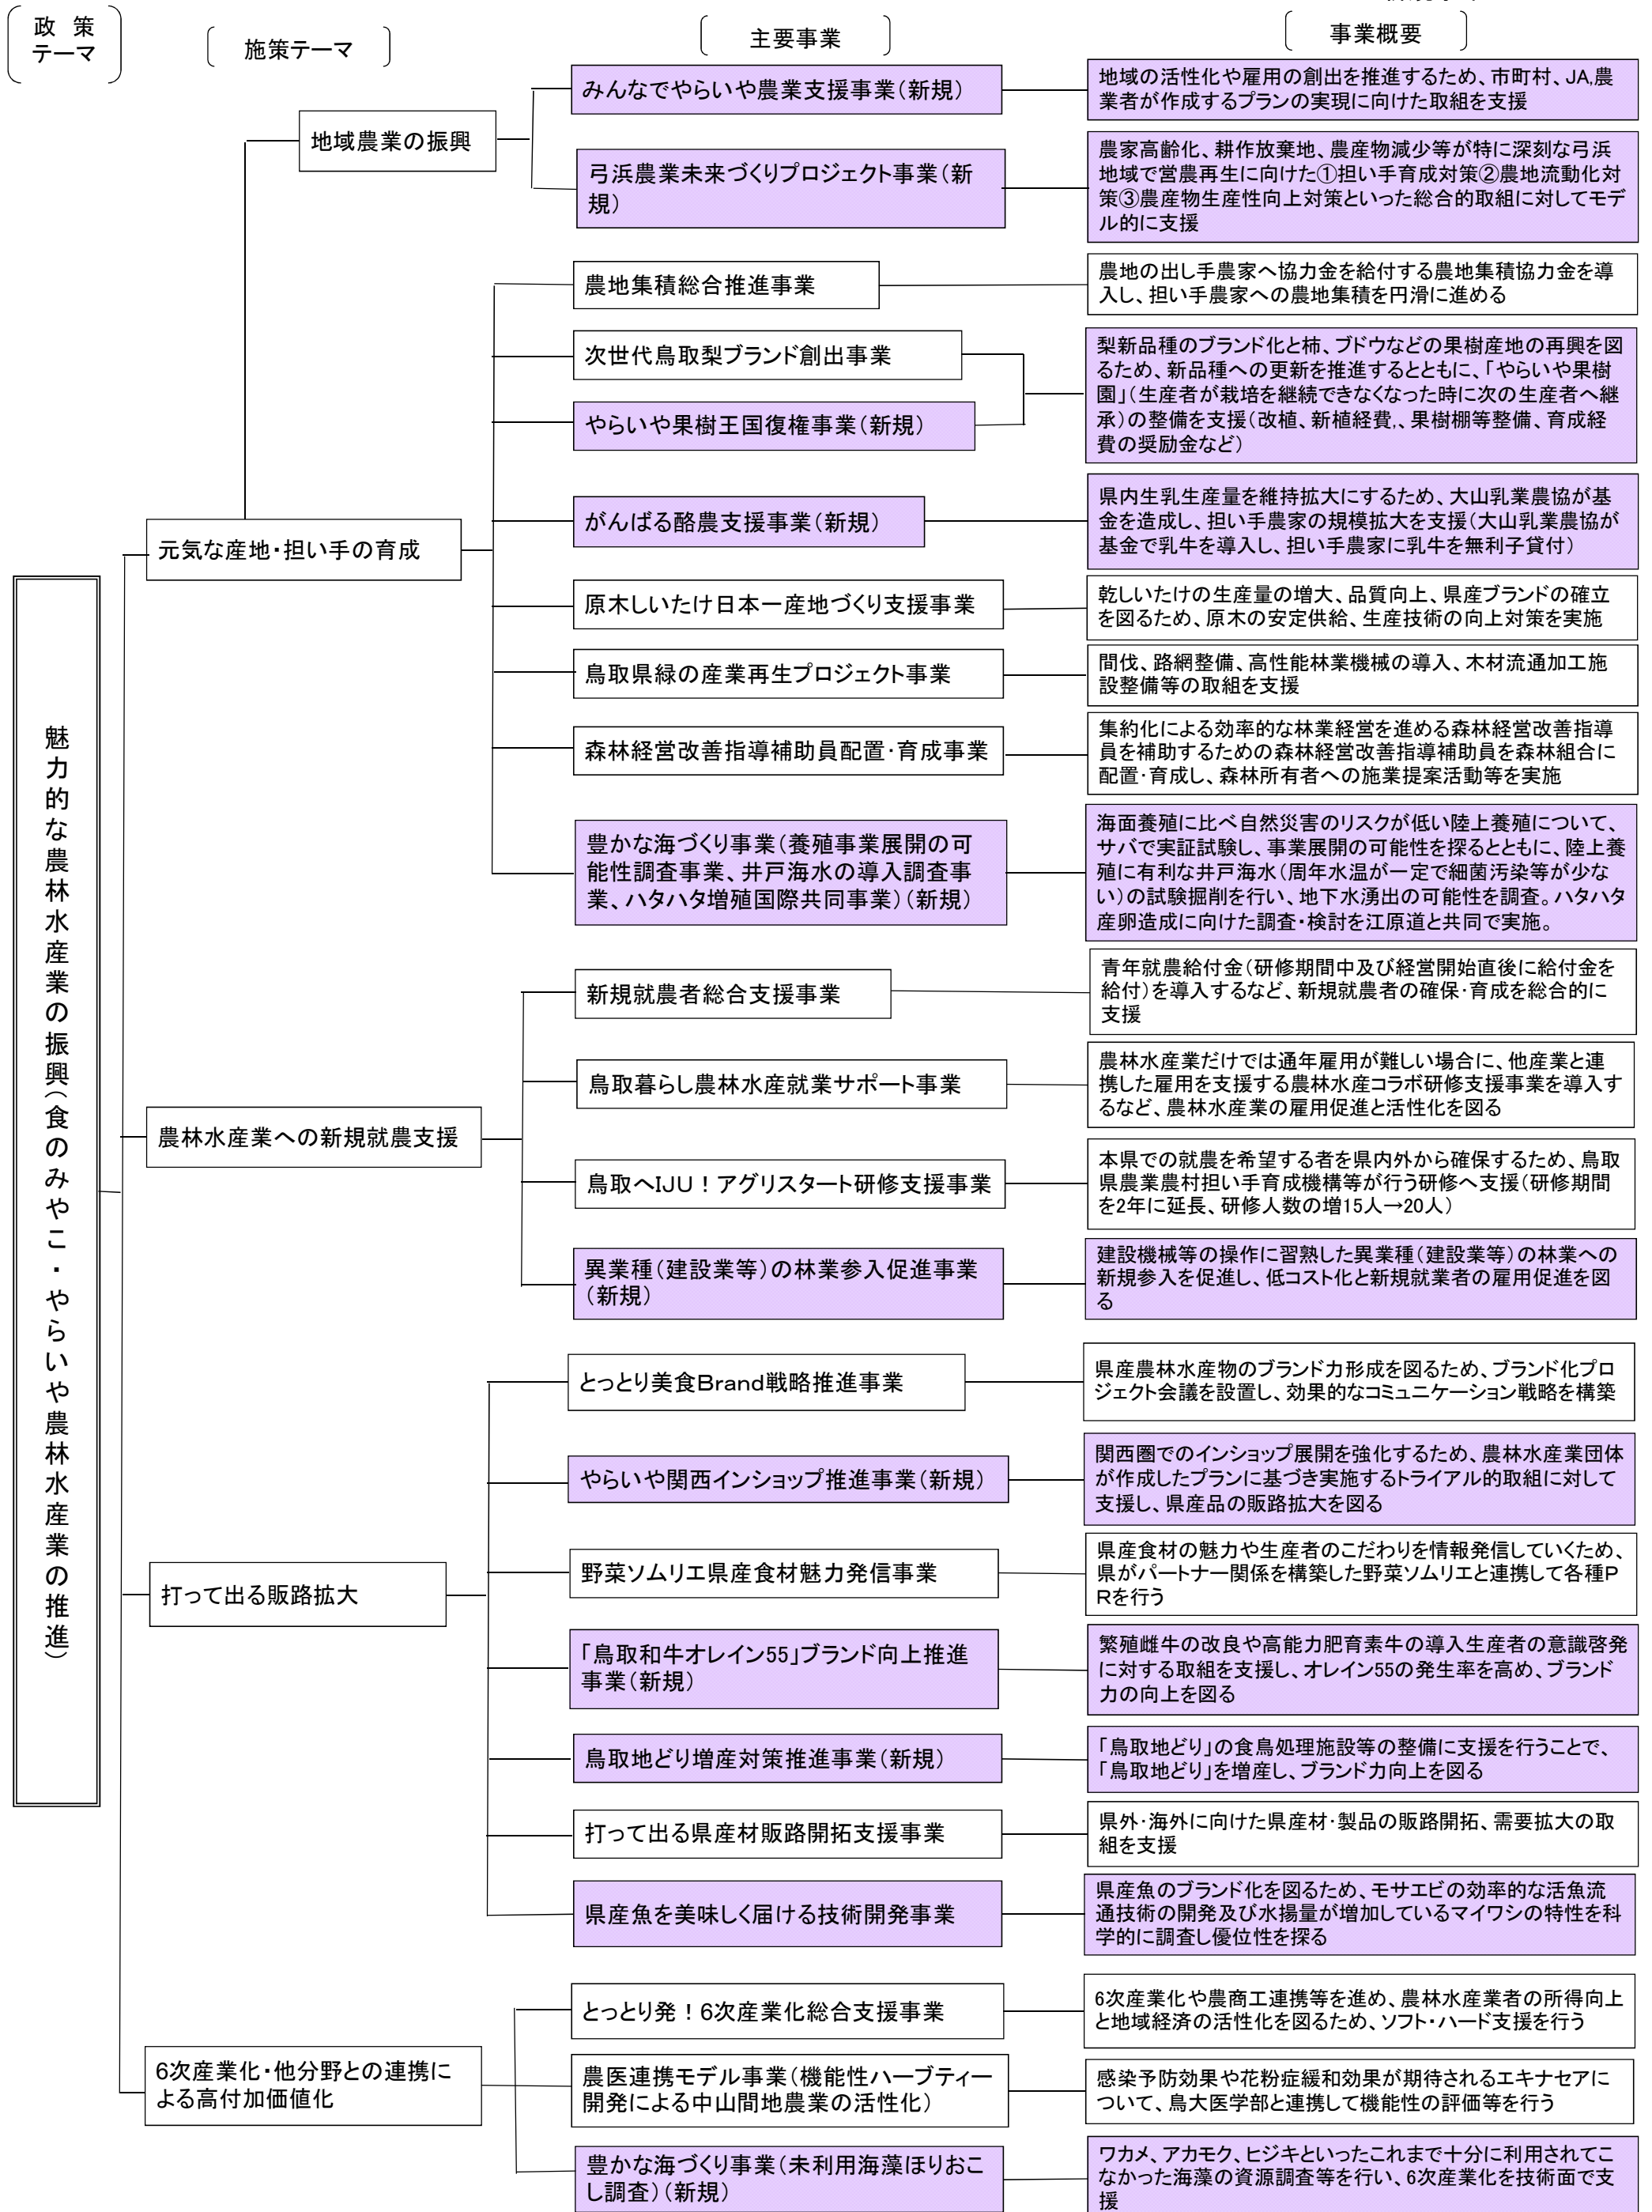 政　策
テーマ
施策テーマ
主要事業
事業概要
魅力的な農林水産業の振興（食のみやこ・やらいや農林水産業の推進）
地域農業の振興
みんなでやらいや農業支援事業（新規）
地域の活性化や雇用の創出を推進するため、市町村、JA,農
業者が作成するプランの実現に向けた取組を支援
弓浜農業未来づくりプロジェクト事業（新
規）
農家高齢化、耕作放棄地、農産物減少等が特に深刻な弓浜
地域で営農再生に向けた①担い手育成対策②農地流動化対
策③農産物生産性向上対策といった総合的取組に対してモデ
ル的に支援
元気な産地・担い手の育成
農地集積総合推進事業
農地の出し手農家へ協力金を給付する農地集積協力金を導
入し、担い手農家への農地集積を円滑に進める
次世代鳥取梨ブランド創出事業
やらいや果樹王国復権事業（新規）
梨新品種のブランド化と柿、ブドウなどの果樹産地の再興を図
るため、新品種への更新を推進するとともに、「やらいや果樹
園」（生産者が栽培を継続できなくなった時に次の生産者へ継
承）の整備を支援（改植、新植経費,、果樹棚等整備、育成経
費の奨励金など）
がんばる酪農支援事業（新規）
県内生乳生産量を維持拡大にするため、大山乳業農協が基
金を造成し、担い手農家の規模拡大を支援（大山乳業農協が
基金で乳牛を導入し、担い手農家に乳牛を無利子貸付）
原木しいたけ日本一産地づくり支援事業
乾しいたけの生産量の増大、品質向上、県産ブランドの確立
を図るため、原木の安定供給、生産技術の向上対策を実施
鳥取県緑の産業再生プロジェクト事業
間伐、路網整備、高性能林業機械の導入、木材流通加工施
設整備等の取組を支援
森林経営改善指導補助員配置・育成事業
集約化による効率的な林業経営を進める森林経営改善指導
員を補助するための森林経営改善指導補助員を森林組合に
配置・育成し、森林所有者への施業提案活動等を実施
豊かな海づくり事業（養殖事業展開の可
能性調査事業、井戸海水の導入調査事
業、ハタハタ増殖国際共同事業）（新規）
海面養殖に比べ自然災害のリスクが低い陸上養殖について、
サバで実証試験し、事業展開の可能性を探るとともに、陸上養
殖に有利な井戸海水（周年水温が一定で細菌汚染等が少な
い）の試験掘削を行い、地下水湧出の可能性を調査。ハタハタ
産卵造成に向けた調査・検討を江原道と共同で実施。
農林水産業への新規就農支援
新規就農者総合支援事業
青年就農給付金（研修期間中及び経営開始直後に給付金を
給付）を導入するなど、新規就農者の確保・育成を総合的に
支援
鳥取暮らし農林水産就業サポート事業
農林水産業だけでは通年雇用が難しい場合に、他産業と連
携した雇用を支援する農林水産コラボ研修支援事業を導入す
るなど、農林水産業の雇用促進と活性化を図る
鳥取へIJU！アグリスタート研修支援事業
本県での就農を希望する者を県内外から確保するため、鳥取
県農業農村担い手育成機構等が行う研修へ支援（研修期間
を2年に延長、研修人数の増15人→20人）
異業種（建設業等）の林業参入促進事業
（新規）
建設機械等の操作に習熟した異業種（建設業等）の林業への
新規参入を促進し、低コスト化と新規就業者の雇用促進を図
る
打って出る販路拡大
とっとり美食Brand戦略推進事業
県産農林水産物のブランド力形成を図るため、ブランド化プロ
ジェクト会議を設置し、効果的なコミュニケーション戦略を構築
やらいや関西インショップ推進事業（新規）
関西圏でのインショップ展開を強化するため、農林水産業団体
が作成したプランに基づき実施するトライアル的取組に対して
支援し、県産品の販路拡大を図る
野菜ソムリエ県産食材魅力発信事業
県産食材の魅力や生産者のこだわりを情報発信していくため、
県がパートナー関係を構築した野菜ソムリエと連携して各種Ｐ
Ｒを行う
「鳥取和牛オレイン55」ブランド向上推進
事業（新規）
繁殖雌牛の改良や高能力肥育素牛の導入生産者の意識啓発
に対する取組を支援し、オレイン55の発生率を高め、ブランド
力の向上を図る
鳥取地どり増産対策推進事業（新規）
「鳥取地どり」の食鳥処理施設等の整備に支援を行うことで、
「鳥取地どり」を増産し、ブランド力向上を図る
打って出る県産材販路開拓支援事業
県外・海外に向けた県産材・製品の販路開拓、需要拡大の取
組を支援
県産魚を美味しく届ける技術開発事業
県産魚のブランド化を図るため、モサエビの効率的な活魚流
通技術の開発及び水揚量が増加しているマイワシの特性を科
学的に調査し優位性を探る
6次産業化・他分野との連携に
よる高付加価値化
とっとり発！6次産業化総合支援事業
6次産業化や農商工連携等を進め、農林水産業者の所得向上
と地域経済の活性化を図るため、ソフト・ハード支援を行う
農医連携モデル事業（機能性ハーブティー
開発による中山間地農業の活性化）
感染予防効果や花粉症緩和効果が期待されるエキナセアに
ついて、鳥大医学部と連携して機能性の評価等を行う
豊かな海づくり事業（未利用海藻ほりおこ
し調査）（新規）
ワカメ、アカモク、ヒジキといったこれまで十分に利用されてこ
なかった海藻の資源調査等を行い、6次産業化を技術面で支
援